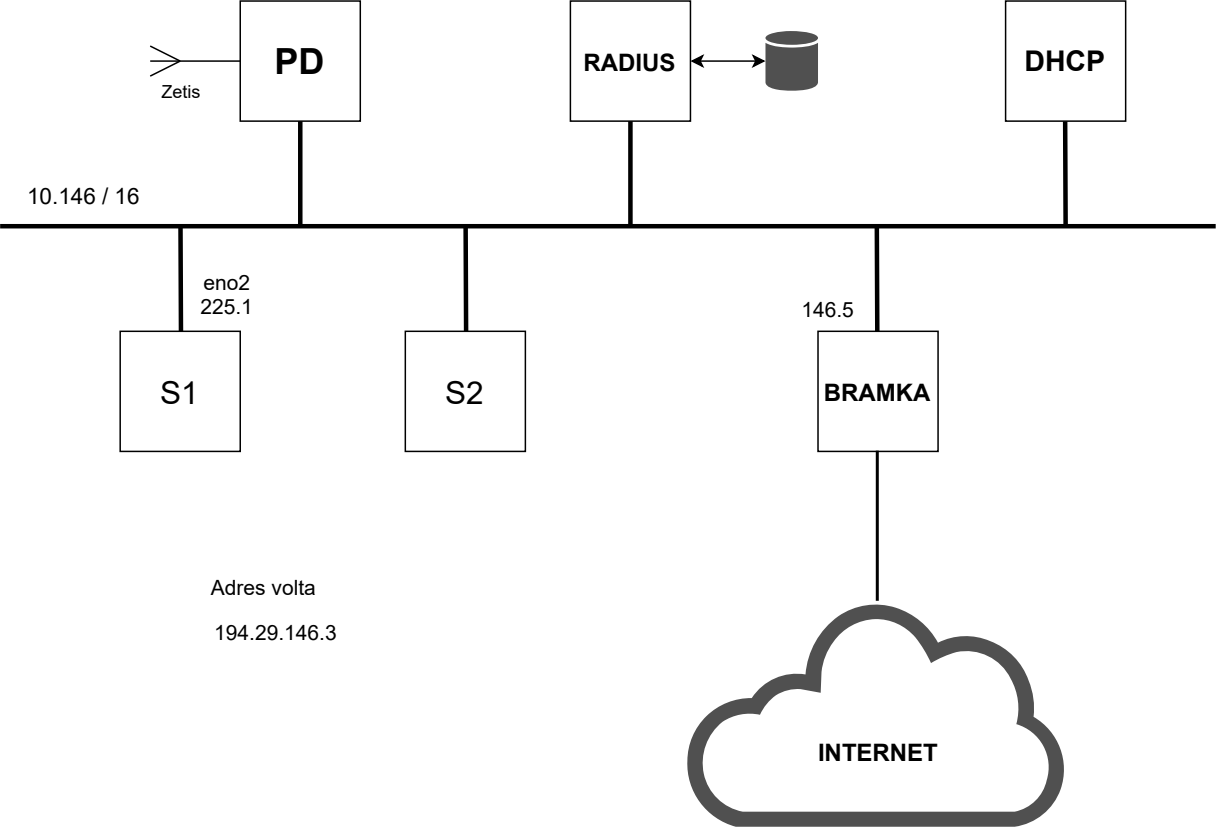 PD
RADIUS
DHCP
Zetis
10.146 / 16
eno2
225.1
146.5
S1
S2
BRAMKA
Adres volta
194.29.146.3
INTERNET